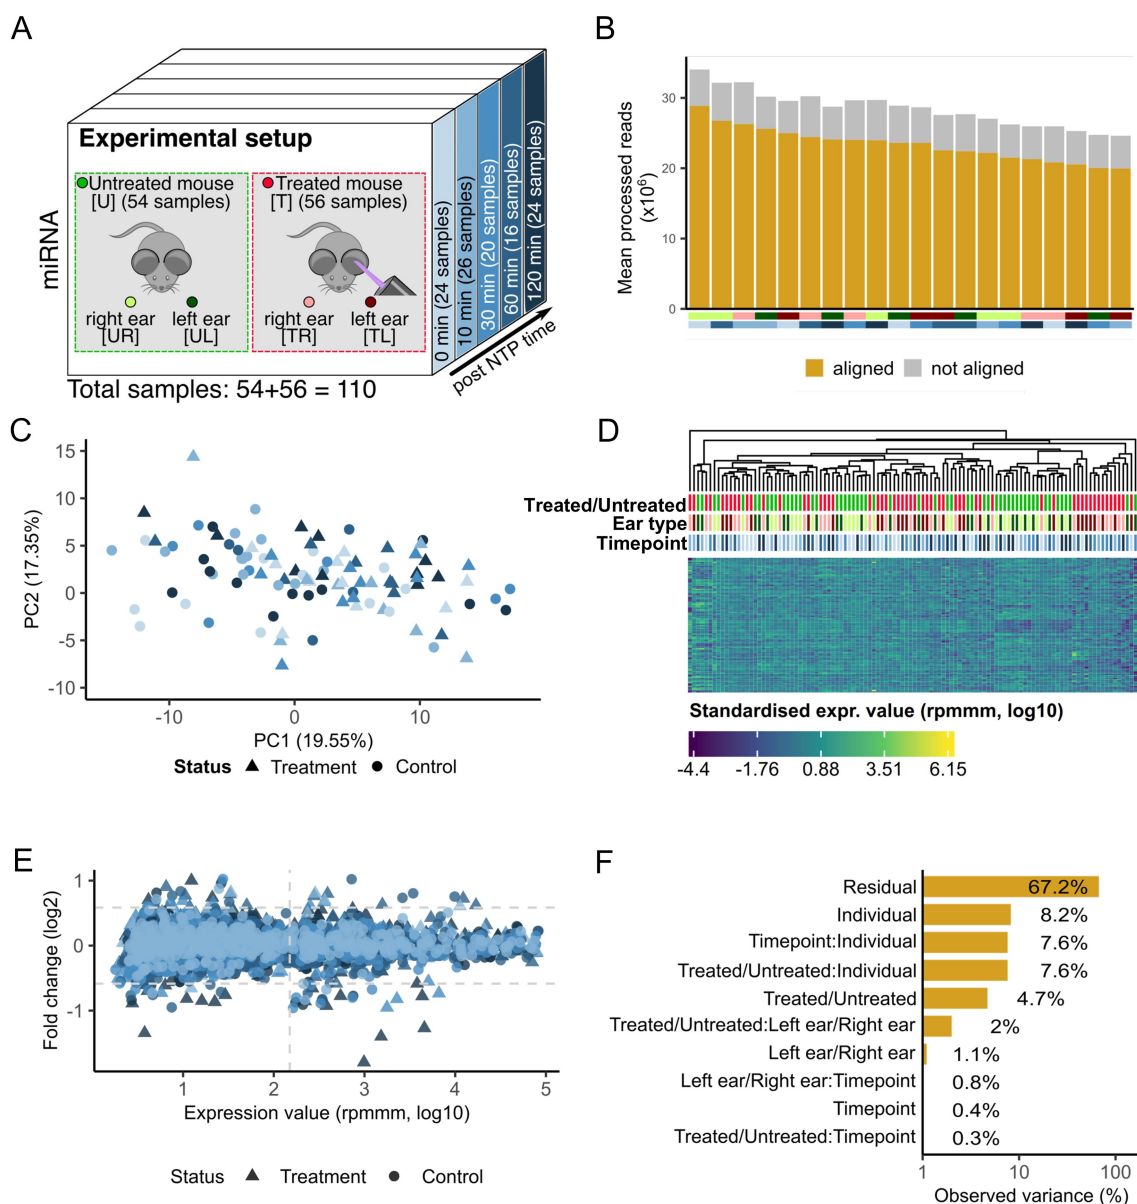 A
Experimental setup
Untreated mouse
[U] (54 samples)
Treated mouse
[T] (56 samples)
right ear
[UR]
left ear
[UL]
right ear
[TR]
left ear
[TL]
miRNA
0 min (24 samples)
10 min (26 samples)
30 min (20 samples)
60 min (16 samples)
120 min (24 samples)
post NTP time
Total samples: 54+56 = 110
B
Mean processed reads
(x10⁶)
30
20
10
0
aligned
not aligned
C
PC2 (17.35%)
15
10
5
0
-5
-10
-10
0
10
PC1 (19.55%)
Status
Treatment
Control
D
Treated/Untreated
Ear type
Timepoint
Standardised expr. value (rpmmm, log10)
-4.4
-1.76
0.88
3.51
6.15
E
Fold change (log2)
1
0
-1
1
2
3
4
5
Expression value (rpmmm, log10)
Status
Treatment
Control
F
Residual
67.2%
Individual
8.2%
Timepoint:Individual
7.6%
Treated/Untreated:Individual
7.6%
Treated/Untreated
4.7%
Treated/Untreated:Left ear/Right ear
2%
Left ear/Right ear
1.1%
Left ear/Right ear:Timepoint
0.8%
Timepoint
0.4%
Treated/Untreated:Timepoint
0.3%
1
10
100
Observed variance (%)